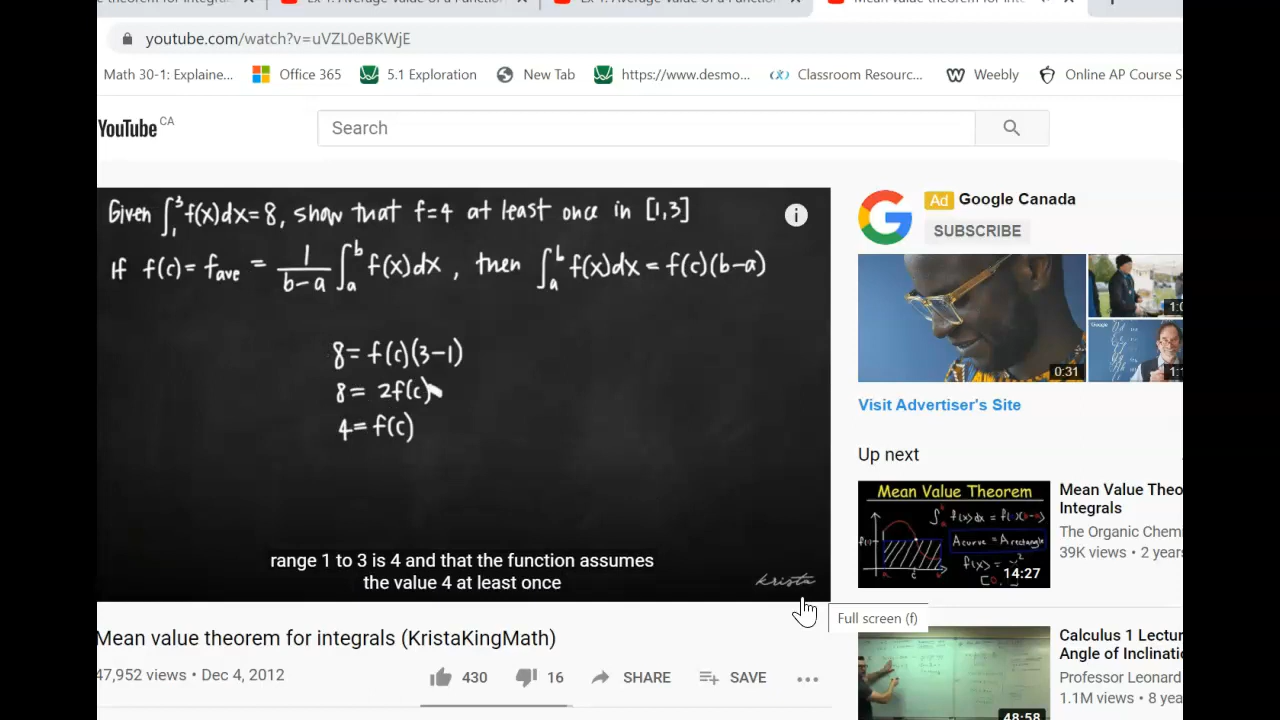 youtube.com/watch?v=uVZL0eBKWjE
Math 30-1: Explaine... Office 365 5.1 Exploration New Tab https://www.desmo... Classroom Resourc... Weebly Online AP Course S
YouTube CA
Search
Given ∫₁³ f(x)dx=8, show that f=4 at least once in [1,3]
If f(c)= f_ave = 1/(b-a) ∫ₐᵇ f(x)dx, then ∫ₐᵇ f(x)dx = f(c)(b-a)
8= f(c)(3-1)
8= 2f(c)
4= f(c)
range 1 to 3 is 4 and that the function assumes
the value 4 at least once
krista
Full screen (f)
Mean value theorem for integrals (KristaKingMath)
47,952 views • Dec 4, 2012
430 16 SHARE SAVE
Ad Google Canada
SUBSCRIBE
0:31
Google
Visit Advertiser's Site
Up next
Mean Value Theorem
A curve = A rectangle
14:27
Mean Value Theo
Integrals
The Organic Chemi
39K views • 2 years
Calculus 1 Lectur
Angle of Inclinatio
Professor Leonard
1.1M views • 8 yea
48:58